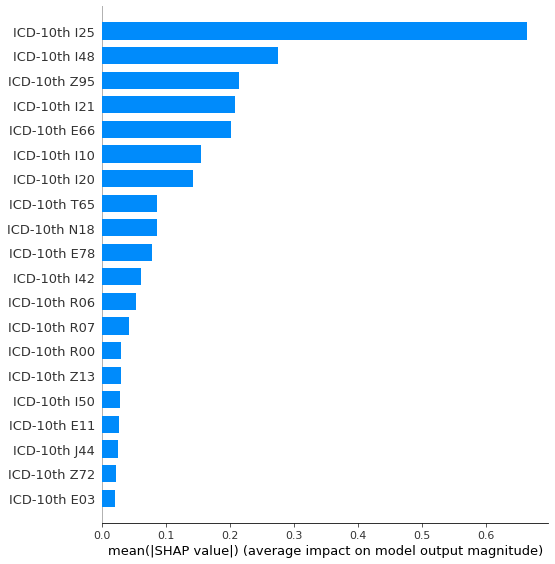 ICD-10th I25
ICD-10th I48
ICD-10th Z95
ICD-10th I21
ICD-10th E66
ICD-10th I10
ICD-10th I20
ICD-10th T65
ICD-10th N18
ICD-10th E78
ICD-10th I42
ICD-10th R06
ICD-10th R07
ICD-10th R00
ICD-10th Z13
ICD-10th I50
ICD-10th E11
ICD-10th J44
ICD-10th Z72
ICD-10th E03
0.0 0.1 0.2 0.3 0.4 0.5 0.6
mean(|SHAP value|) (average impact on model output magnitude)